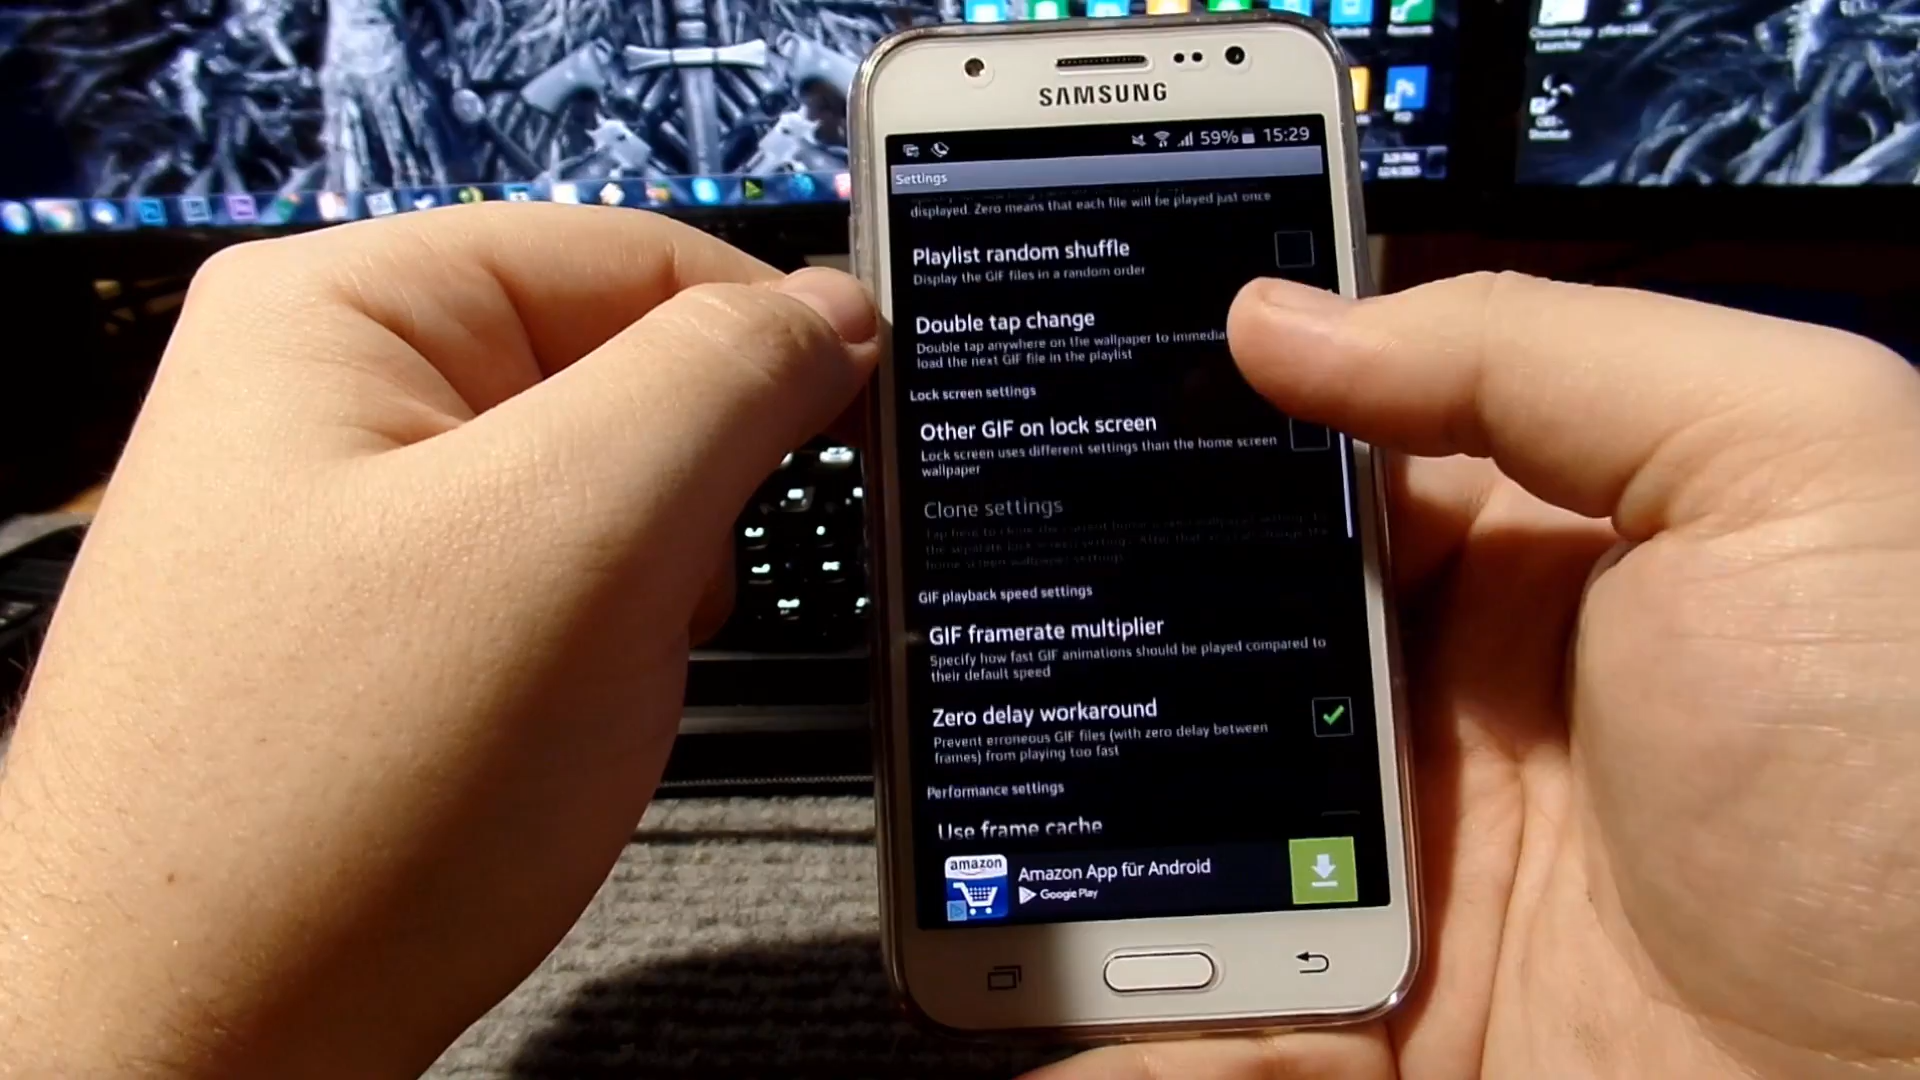 SAMSUNG
59% 15:29
Settings
displayed. Zero means that each file will be played just once
Playlist random shuffle
Display the GIF files in a random order
Double tap change
Double tap anywhere on the wallpaper to immedia
load the next GIF file in the playlist
Lock screen settings
Other GIF on lock screen
Lock screen uses different settings than the home screen
wallpaper
Clone settings
GIF playback speed settings
GIF framerate multiplier
Specify how fast GIF animations should be played compared to
their default speed
Zero delay workaround
Prevent erroneous GIF files (with zero delay between
frames) from playing too fast
Performance settings
Use frame cache
amazon
Amazon App für Android
Google Play